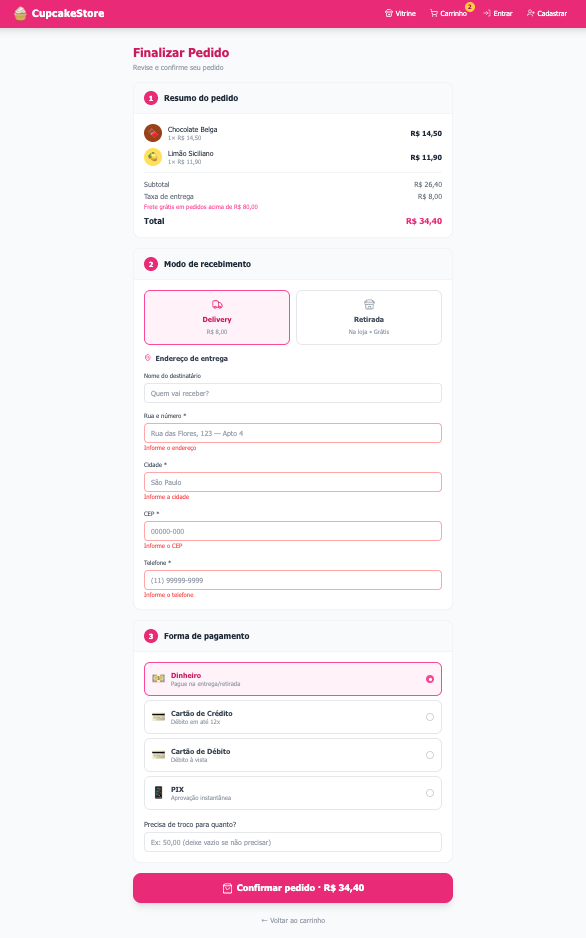 CupcakeStore
Vitrine
Carrinho 2
Entrar
Cadastrar
Finalizar Pedido
Revise e confirme seu pedido
1 Resumo do pedido
Chocolate Belga
1× R$ 14,50
R$ 14,50
Limão Siciliano
1× R$ 11,90
R$ 11,90
Subtotal R$ 26,40
Taxa de entrega R$ 8,00
Frete grátis em pedidos acima de R$ 80,00
Total R$ 34,40
2 Modo de recebimento
Delivery
R$ 8,00
Retirada
Na loja • Grátis
Endereço de entrega
Nome do destinatário
Quem vai receber?
Rua e número *
Rua das Flores, 123 — Apto 4
Informe o endereço
Cidade *
São Paulo
Informe a cidade
CEP *
00000-000
Informe o CEP
Telefone *
(11) 99999-9999
Informe o telefone
3 Forma de pagamento
Dinheiro
Pague na entrega/retirada
Cartão de Crédito
Débito em até 12x
Cartão de Débito
Débito à vista
PIX
Aprovação instantânea
Precisa de troco para quanto?
Ex: 50,00 (deixe vazio se não precisar)
Confirmar pedido · R$ 34,40
← Voltar ao carrinho